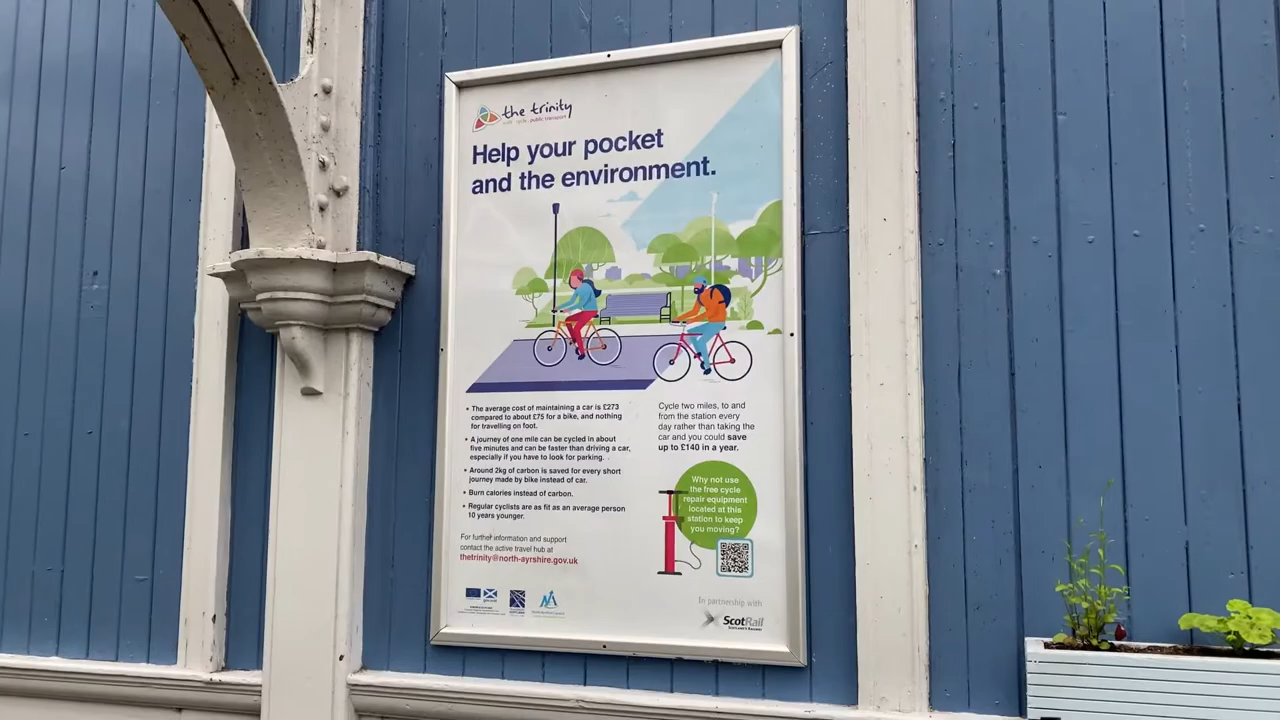 the trinity
walk . cycle . public transport
Help your pocket
and the environment.
• The average cost of maintaining a car is £273
compared to about £75 for a bike, and nothing
for travelling on foot.
• A journey of one mile can be cycled in about
five minutes and can be faster than driving a car,
especially if you have to look for parking.
• Around 2kg of carbon is saved for every short
journey made by bike instead of car.
• Burn calories instead of carbon.
• Regular cyclists are as fit as an average person
10 years younger.
For further information and support
contact the active travel hub at
thetrinity@north-ayrshire.gov.uk
Cycle two miles, to and
from the station every
day rather than taking the
car and you could save
up to £140 in a year.
Why not use
the free cycle
repair equipment
located at this
station to keep
you moving?
In partnership with
ScotRail
SCOTLAND'S RAILWAY